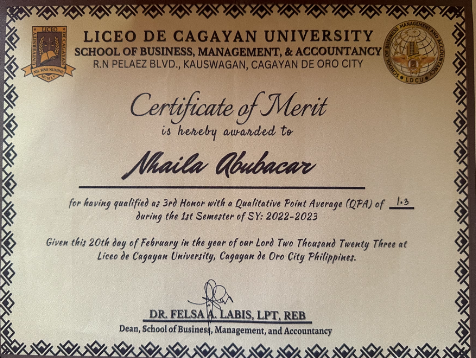 LICEO DE CAGAYAN UNIVERSITY
SCHOOL OF BUSINESS, MANAGEMENT, & ACCOUNTANCY
R.N PELAEZ BLVD., KAUSWAGAN, CAGAYAN DE ORO CITY
Certificate of Merit
is hereby awarded to
Nhaila Abubacar
for having qualified as 3rd Honor with a Qualitative Point Average (QPA) of 1.3
during the 1st Semester of SY: 2022-2023
Given this 20th day of February in the year of our Lord Two Thousand Twenty Three at
Liceo de Cagayan University, Cagayan de Oro City Philippines.
DR. FELSA A. LABIS, LPT, REB
Dean, School of Business, Management, and Accountancy